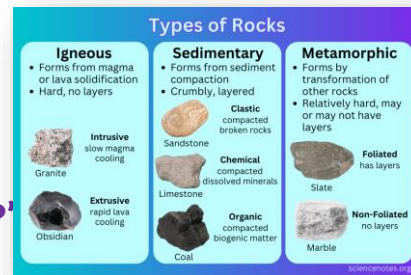 Types of Rocks
Igneous
• Forms from magma
or lava solidification
• Hard, no layers
Intrusive
slow magma
cooling
Granite
Extrusive
rapid lava
cooling
Obsidian
Sedimentary
• Forms from sediment
compaction
• Crumbly, layered
Clastic
compacted
broken rocks
Sandstone
Chemical
compacted
dissolved minerals
Limestone
Organic
compacted
biogenic matter
Coal
Metamorphic
• Forms by
transformation of
other rocks
• Relatively hard, may
or may not have
layers
Foliated
has layers
Slate
Non-Foliated
no layers
Marble
sciencenotes.org